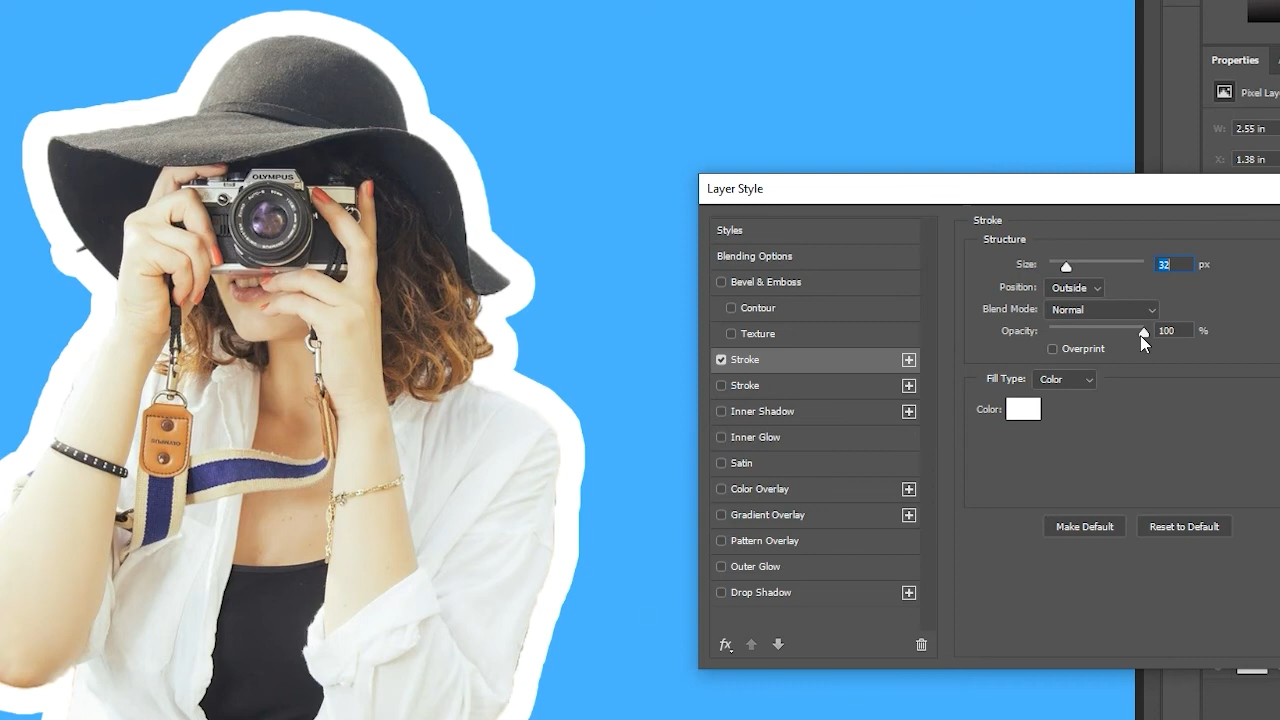 OLYMPUS
Properties
Pixel Lay
W: 2.55 in
X: 1.38 in
Layer Style
Styles
Blending Options
Bevel & Emboss
Contour
Texture
Stroke
Stroke
Inner Shadow
Inner Glow
Satin
Color Overlay
Gradient Overlay
Pattern Overlay
Outer Glow
Drop Shadow
fx
Stroke
Structure
Size: 32 px
Position: Outside
Blend Mode: Normal
Opacity: 100 %
Overprint
Fill Type: Color
Color:
Make Default
Reset to Default
OLYMPUS